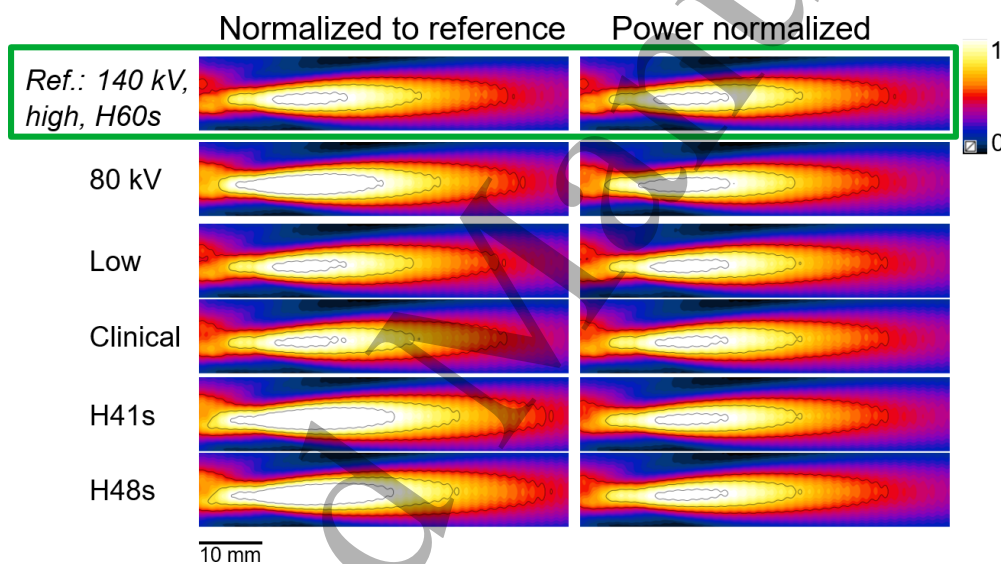 Normalized to reference Power normalized
Ref.: 140 kV,
high, H60s
1
0
80 kV
Low
Clinical
H41s
H48s
10 mm